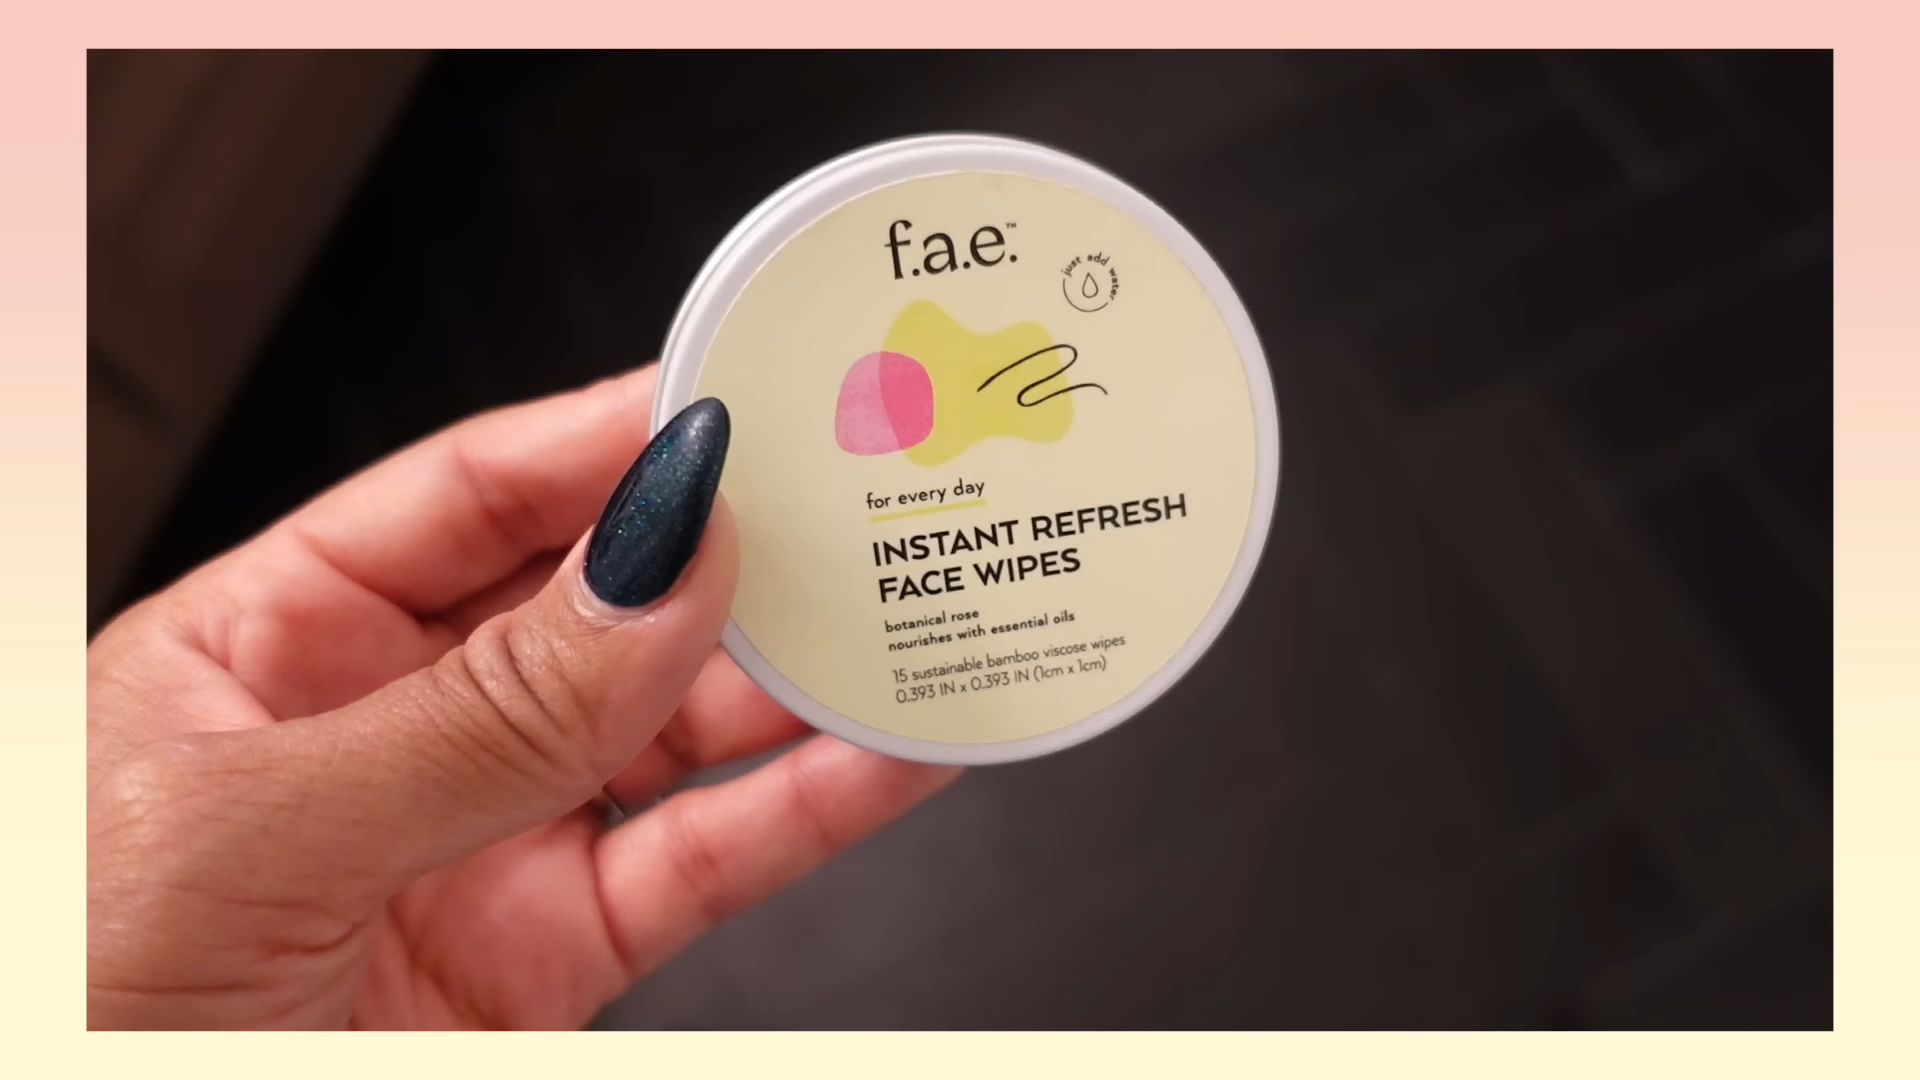 f.a.e.™
just add water
for every day
INSTANT REFRESH
FACE WIPES
botanical rose
nourishes with essential oils
15 sustainable bamboo viscose wipes
0.393 IN x 0.393 IN (1cm x 1cm)